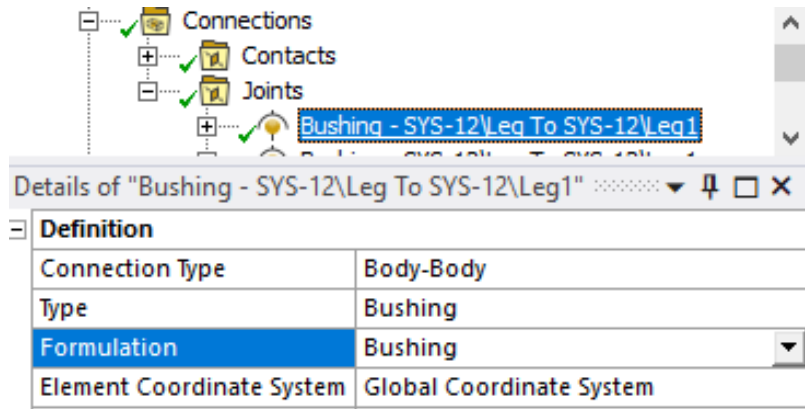 Connections
Contacts
Joints
Bushing - SYS-12\Leg To SYS-12\Leg1
Details of "Bushing - SYS-12\Leg To SYS-12\Leg1"
Definition
Connection Type Body-Body
Type Bushing
Formulation Bushing
Element Coordinate System Global Coordinate System